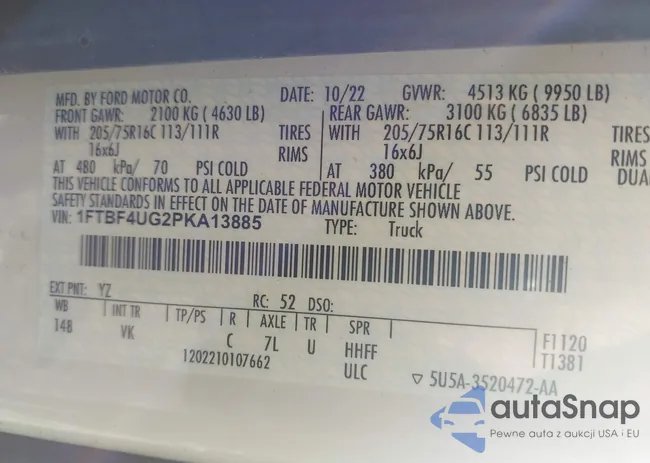 MFD. BY FORD MOTOR CO. DATE: 10/22 GVWR: 4513 KG ( 9950 LB)
FRONT GAWR: 2100 KG ( 4630 LB) REAR GAWR: 3100 KG ( 6835 LB)
WITH 205/75R16C 113/111R TIRES WITH 205/75R16C 113/111R TIRES
16x6J RIMS 16x6J RIMS
AT 480 kPa/ 70 PSI COLD AT 380 kPa/ 55 PSI COLD DUA
THIS VEHICLE CONFORMS TO ALL APPLICABLE FEDERAL MOTOR VEHICLE
SAFETY STANDARDS IN EFFECT ON THE DATE OF MANUFACTURE SHOWN ABOVE.
VIN: 1FTBF4UG2PKA13885 TYPE: Truck
EXT PNT: YZ RC: 52 DSO:
WB INT TR TP/PS R AXLE TR SPR F1120
148 VK C 7L U HHFF T1381
1202210107662 ULC ▽ 5U5A-3520472-AA
autaSnap
Pewne auta z aukcji USA i EU